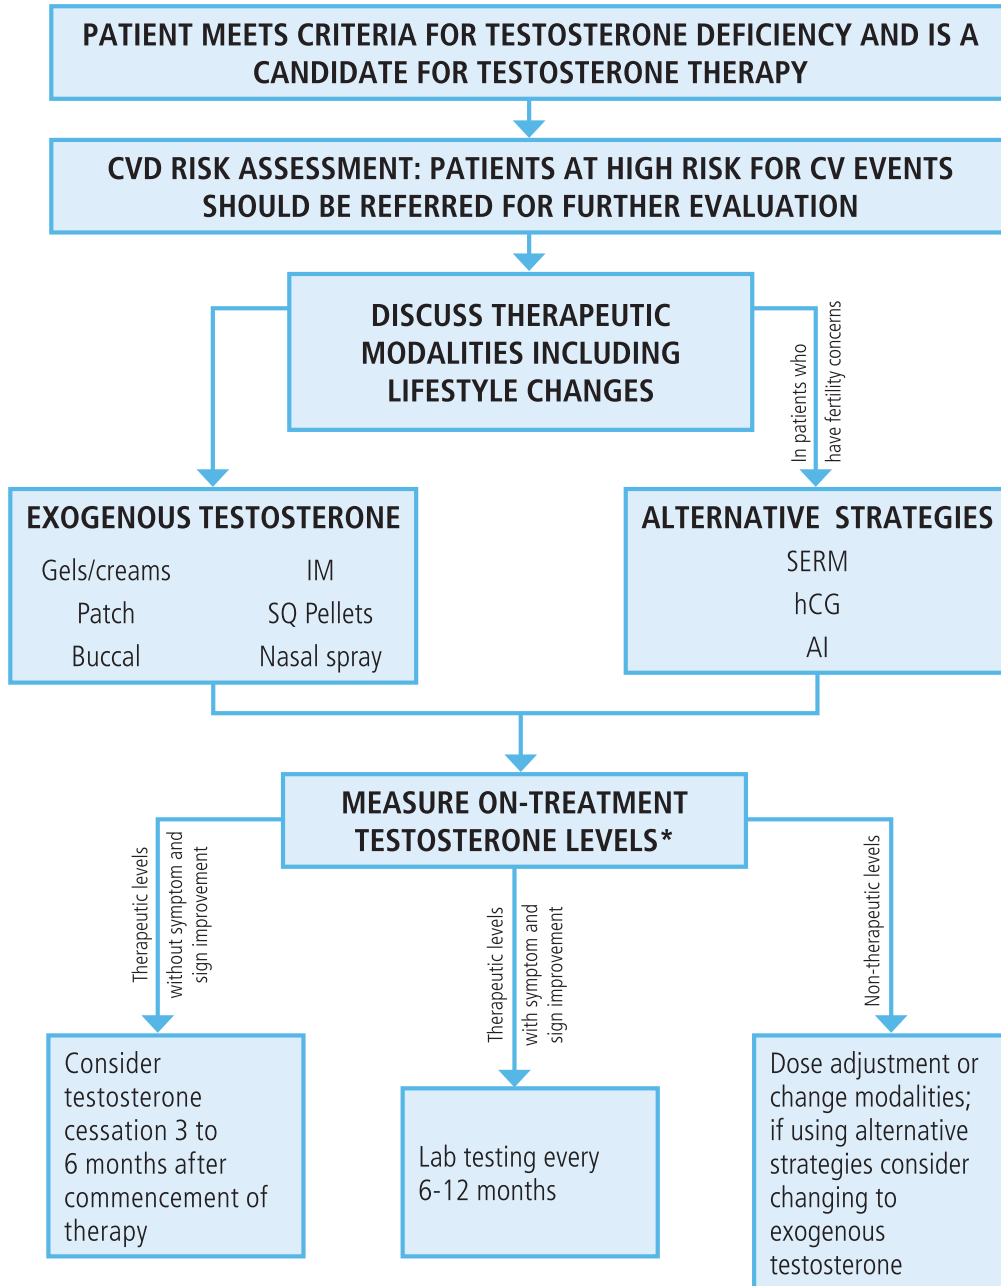 PATIENT MEETS CRITERIA FOR TESTOSTERONE DEFICIENCY AND IS A
CANDIDATE FOR TESTOSTERONE THERAPY
CVD RISK ASSESSMENT: PATIENTS AT HIGH RISK FOR CV EVENTS
SHOULD BE REFERRED FOR FURTHER EVALUATION
DISCUSS THERAPEUTIC
MODALITIES INCLUDING
LIFESTYLE CHANGES
In patients who
have fertility concerns
EXOGENOUS TESTOSTERONE
Gels/creams
IM
Patch
SQ Pellets
Buccal
Nasal spray
ALTERNATIVE STRATEGIES
SERM
hCG
AI
MEASURE ON-TREATMENT
TESTOSTERONE LEVELS*
Therapeutic levels
without symptom and
sign improvement
Therapeutic levels
with symptom and
sign improvement
Non-therapeutic levels
Consider
testosterone
cessation 3 to
6 months after
commencement of
therapy
Lab testing every
6-12 months
Dose adjustment or
change modalities;
if using alternative
strategies consider
changing to
exogenous
testosterone